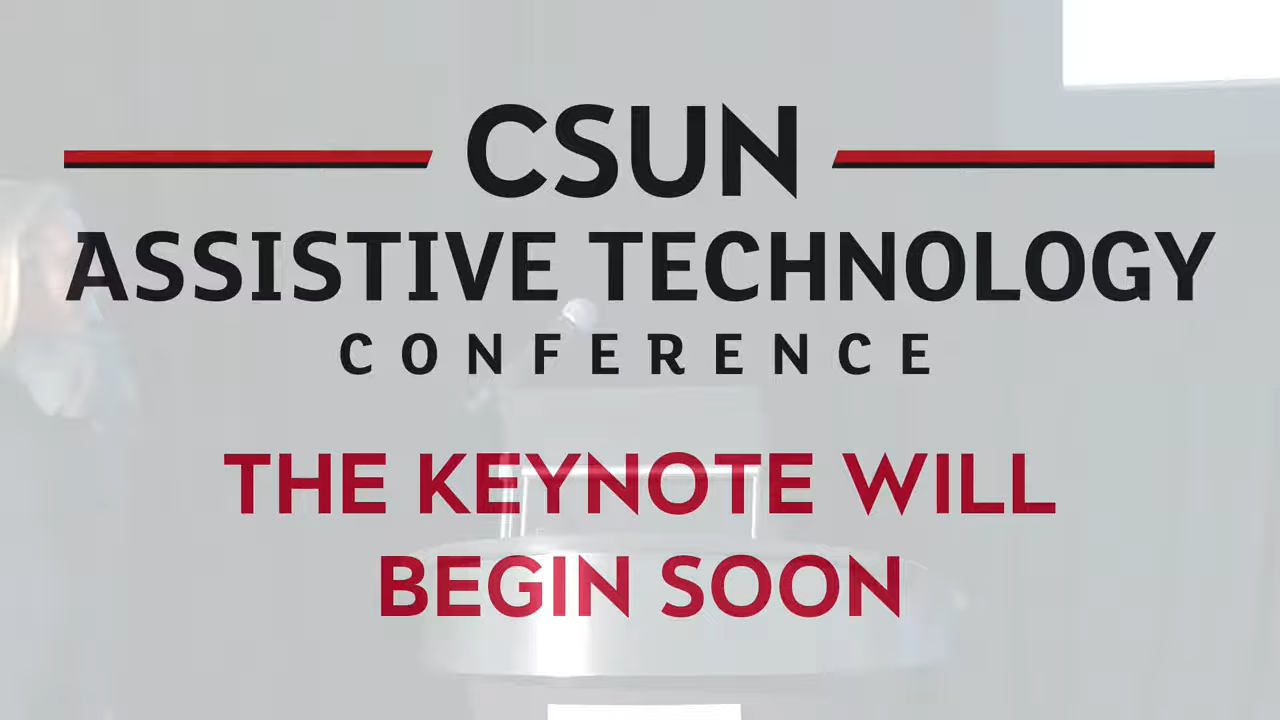 CSUN
ASSISTIVE TECHNOLOGY
CONFERENCE
THE KEYNOTE WILL
BEGIN SOON